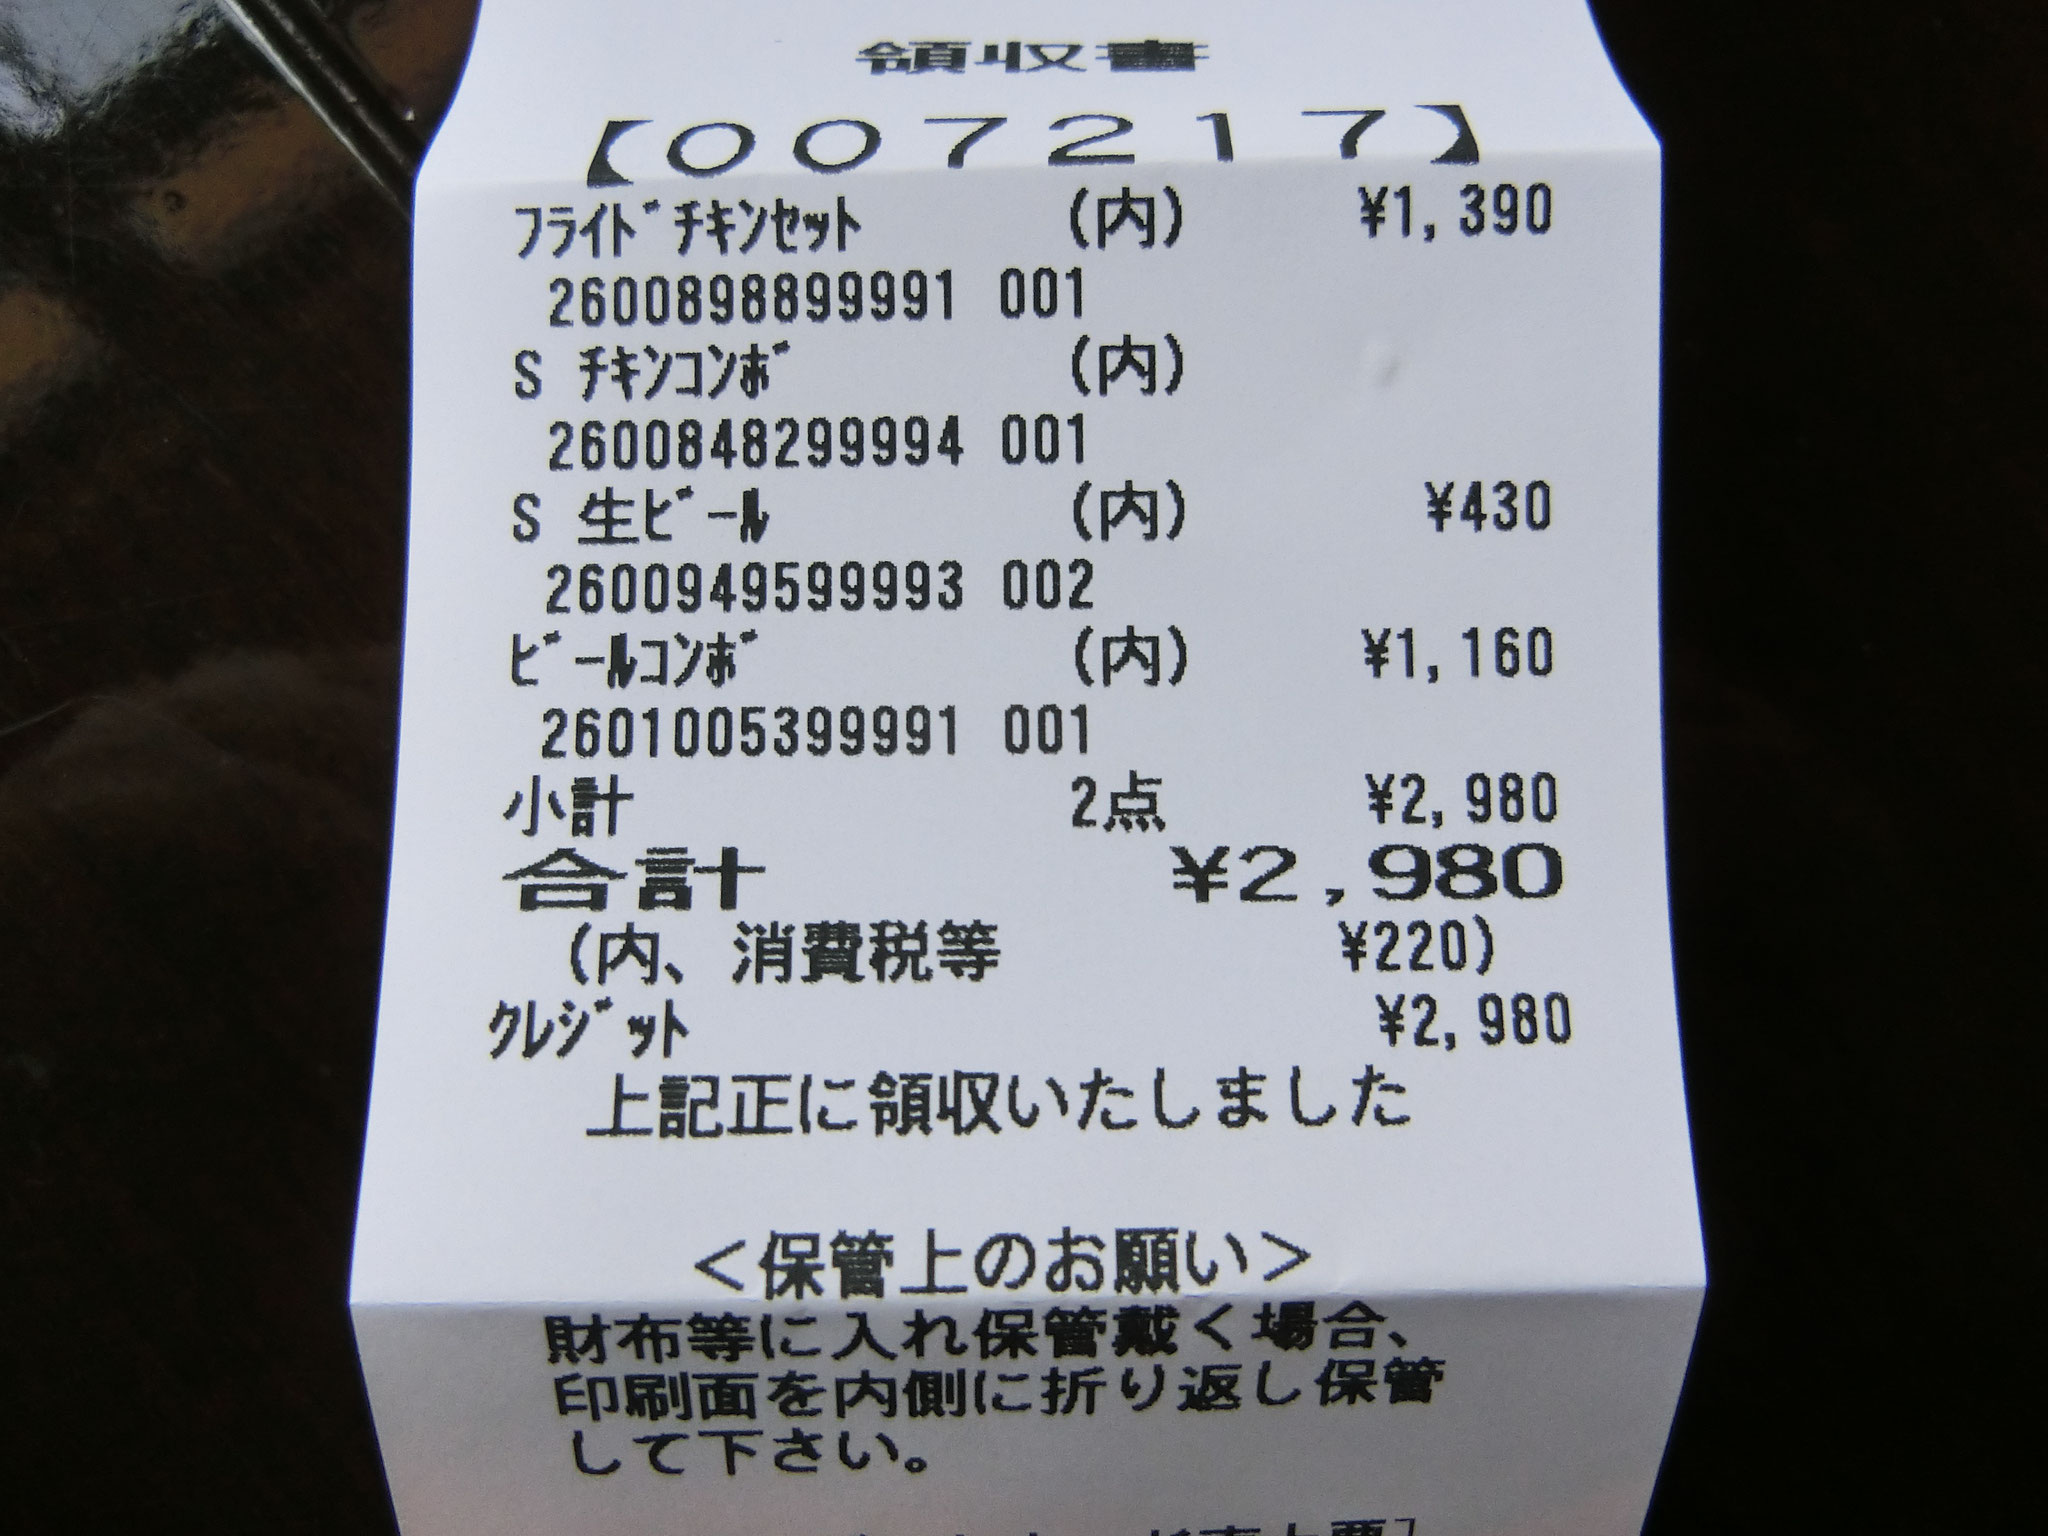 領収書
【007217】
フライドチキンセット (内) ¥1,390
2600898899991 001
S チキンコンボ (内)
2600848299994 001
S 生ビール (内) ¥430
2600949599993 002
ビールコンボ (内) ¥1,160
2601005399991 001
小計 2点 ¥2,980
合計 ¥2,980
(内、消費税等 ¥220)
クレジット ¥2,980
上記正に領収いたしました
<保管上のお願い>
財布等に入れ保管戴く場合、
印刷面を内側に折り返し保管
して下さい。